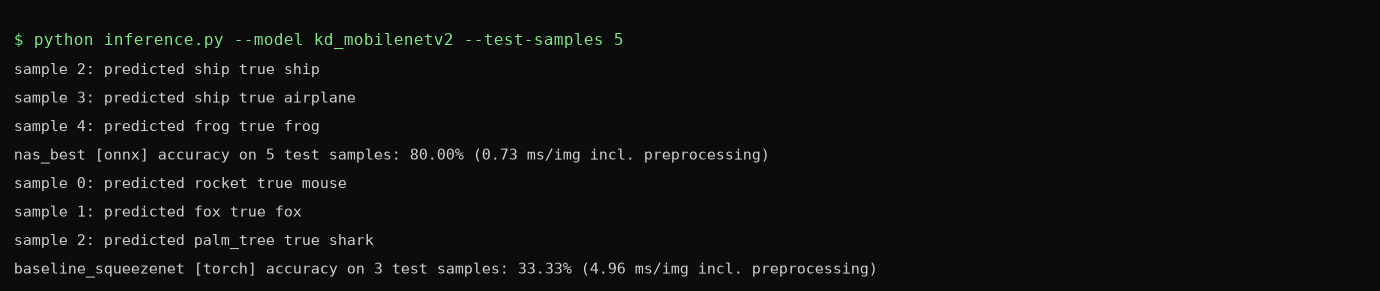 $ python inference.py --model kd_mobilenetv2 --test-samples 5
sample 2: predicted ship true ship
sample 3: predicted ship true airplane
sample 4: predicted frog true frog
nas_best [onnx] accuracy on 5 test samples: 80.00% (0.73 ms/img incl. preprocessing)
sample 0: predicted rocket true mouse
sample 1: predicted fox true fox
sample 2: predicted palm_tree true shark
baseline_squeezenet [torch] accuracy on 3 test samples: 33.33% (4.96 ms/img incl. preprocessing)